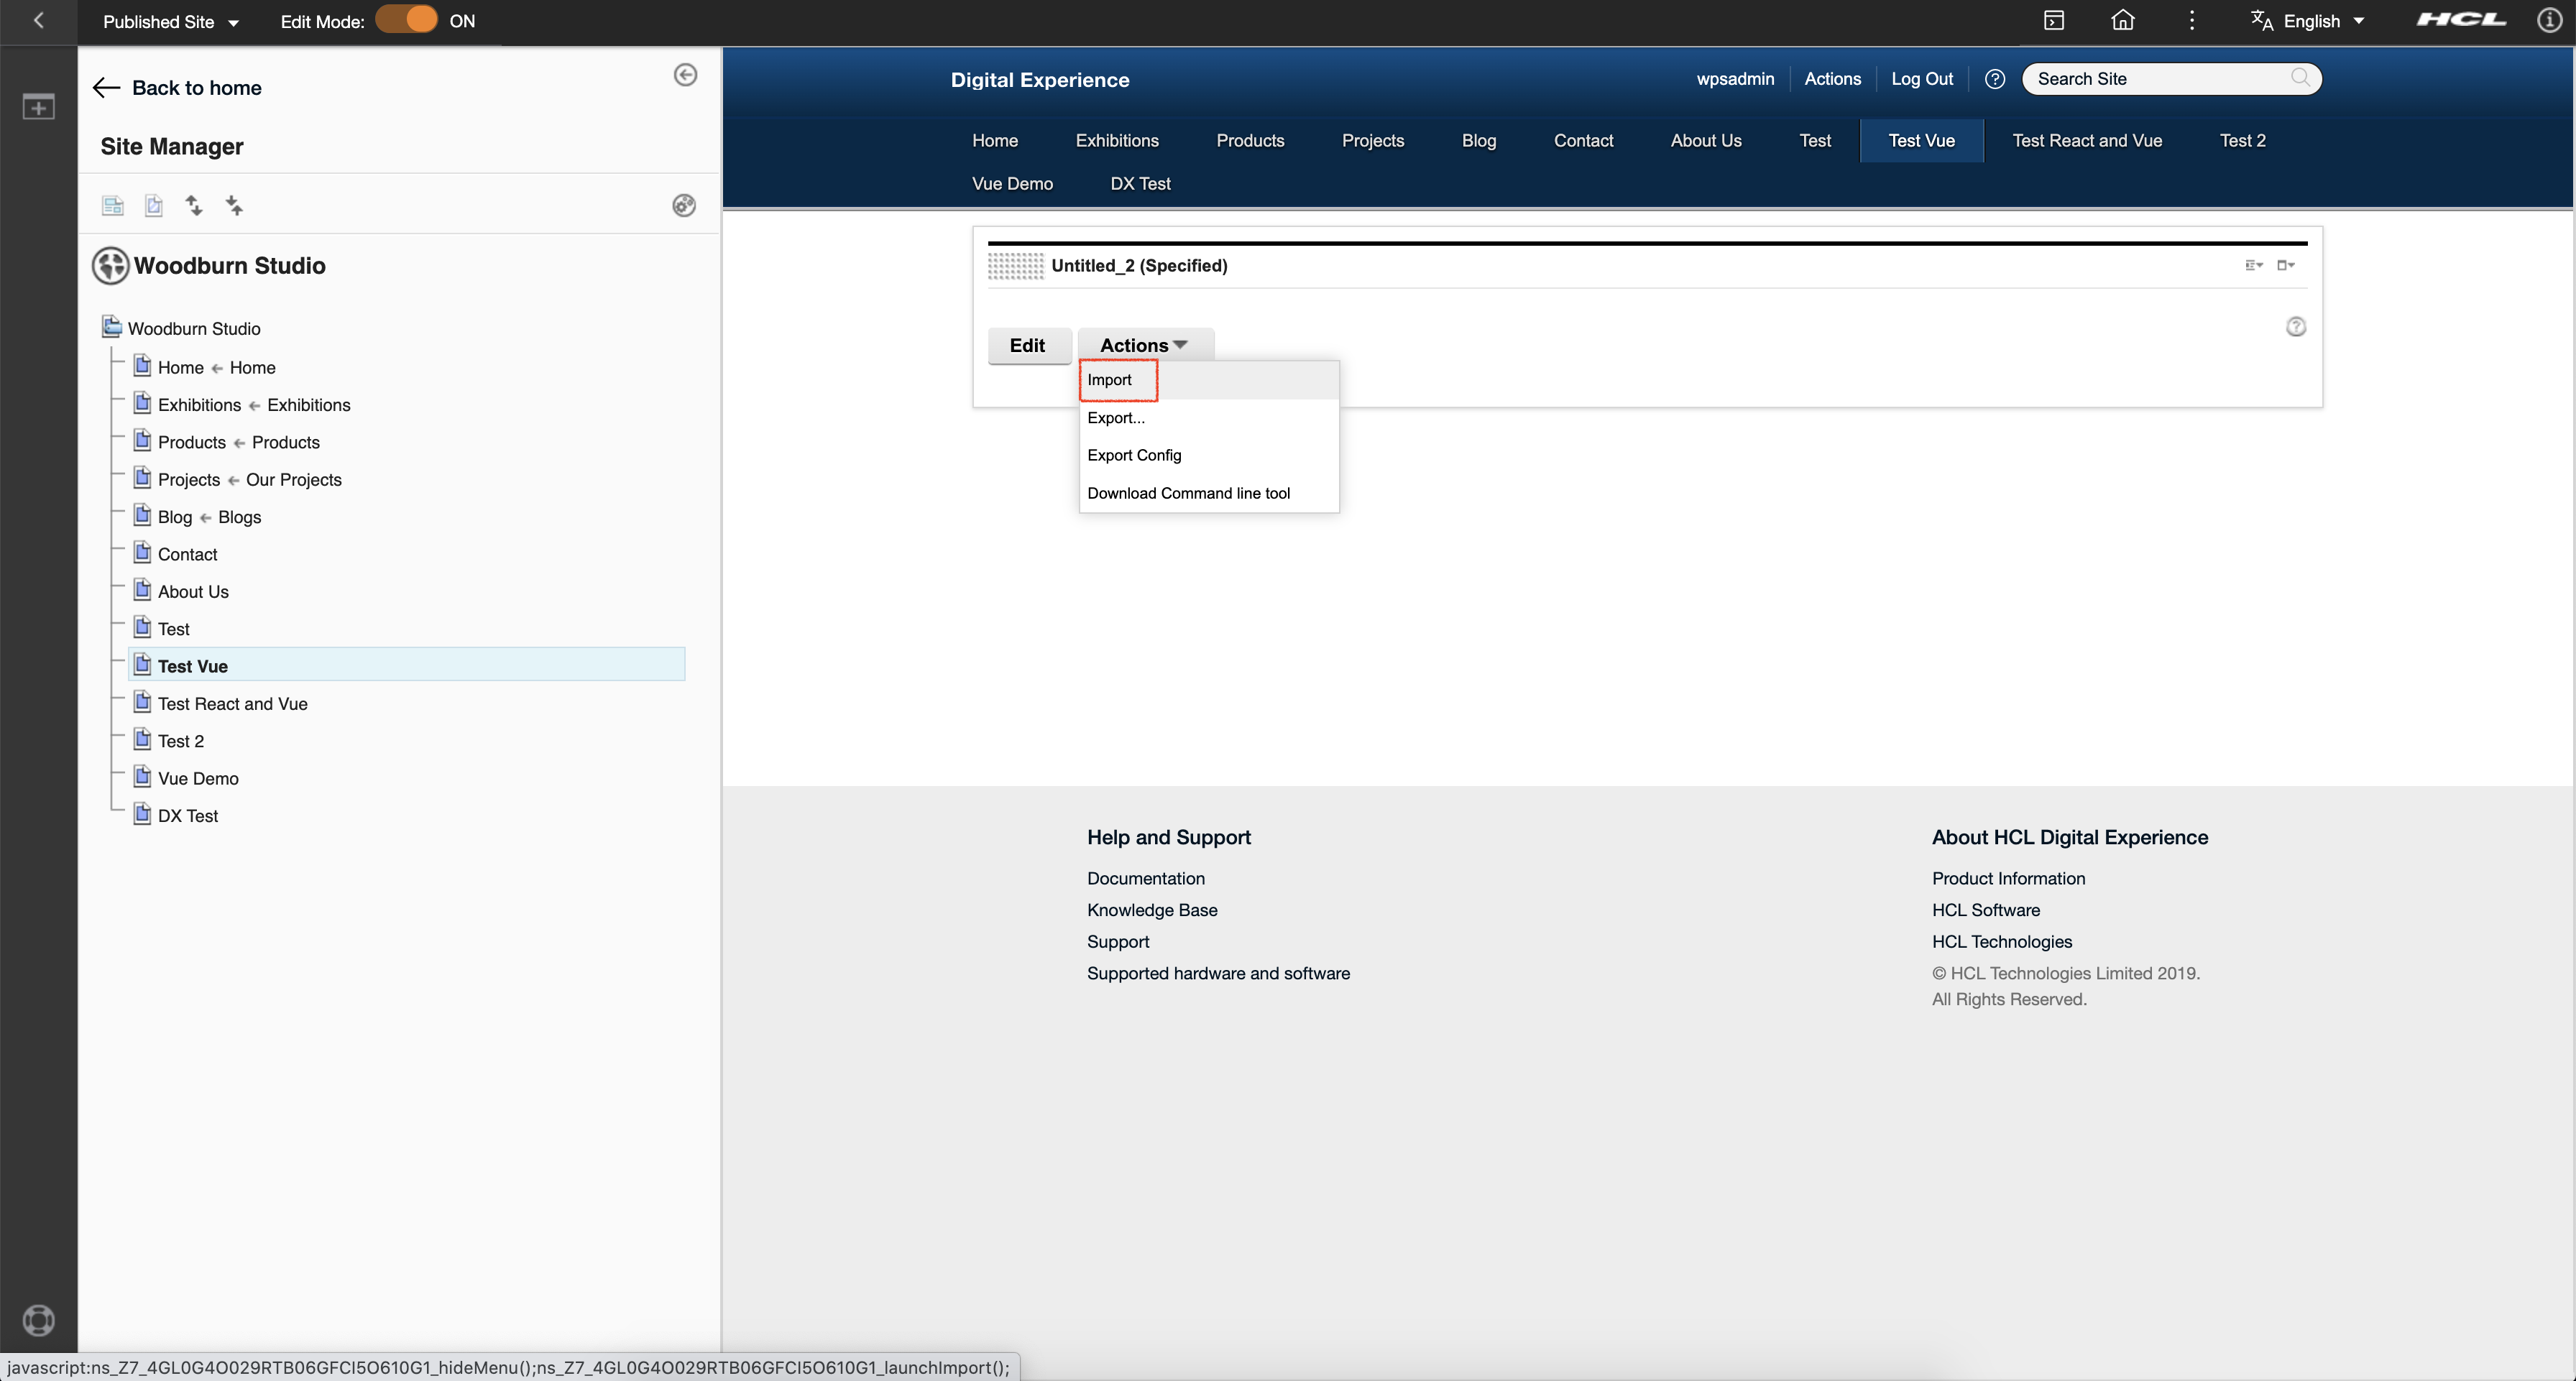 Published Site
Edit Mode: ON
English
HCL
Back to home
Site Manager
Woodburn Studio
Woodburn Studio
Home ← Home
Exhibitions ← Exhibitions
Products ← Products
Projects ← Our Projects
Blog ← Blogs
Contact
About Us
Test
Test Vue
Test React and Vue
Test 2
Vue Demo
DX Test
Digital Experience
wpsadmin Actions Log Out Search Site
Home Exhibitions Products Projects Blog Contact About Us Test Test Vue Test React and Vue Test 2
Vue Demo DX Test
Untitled_2 (Specified)
Edit Actions
Import
Export...
Export Config
Download Command line tool
Help and Support
Documentation
Knowledge Base
Support
Supported hardware and software
About HCL Digital Experience
Product Information
HCL Software
HCL Technologies
© HCL Technologies Limited 2019.
All Rights Reserved.
javascript:ns_Z7_4GL0G4O029RTB06GFCI5O610G1_hideMenu();ns_Z7_4GL0G4O029RTB06GFCI5O610G1_launchImport();